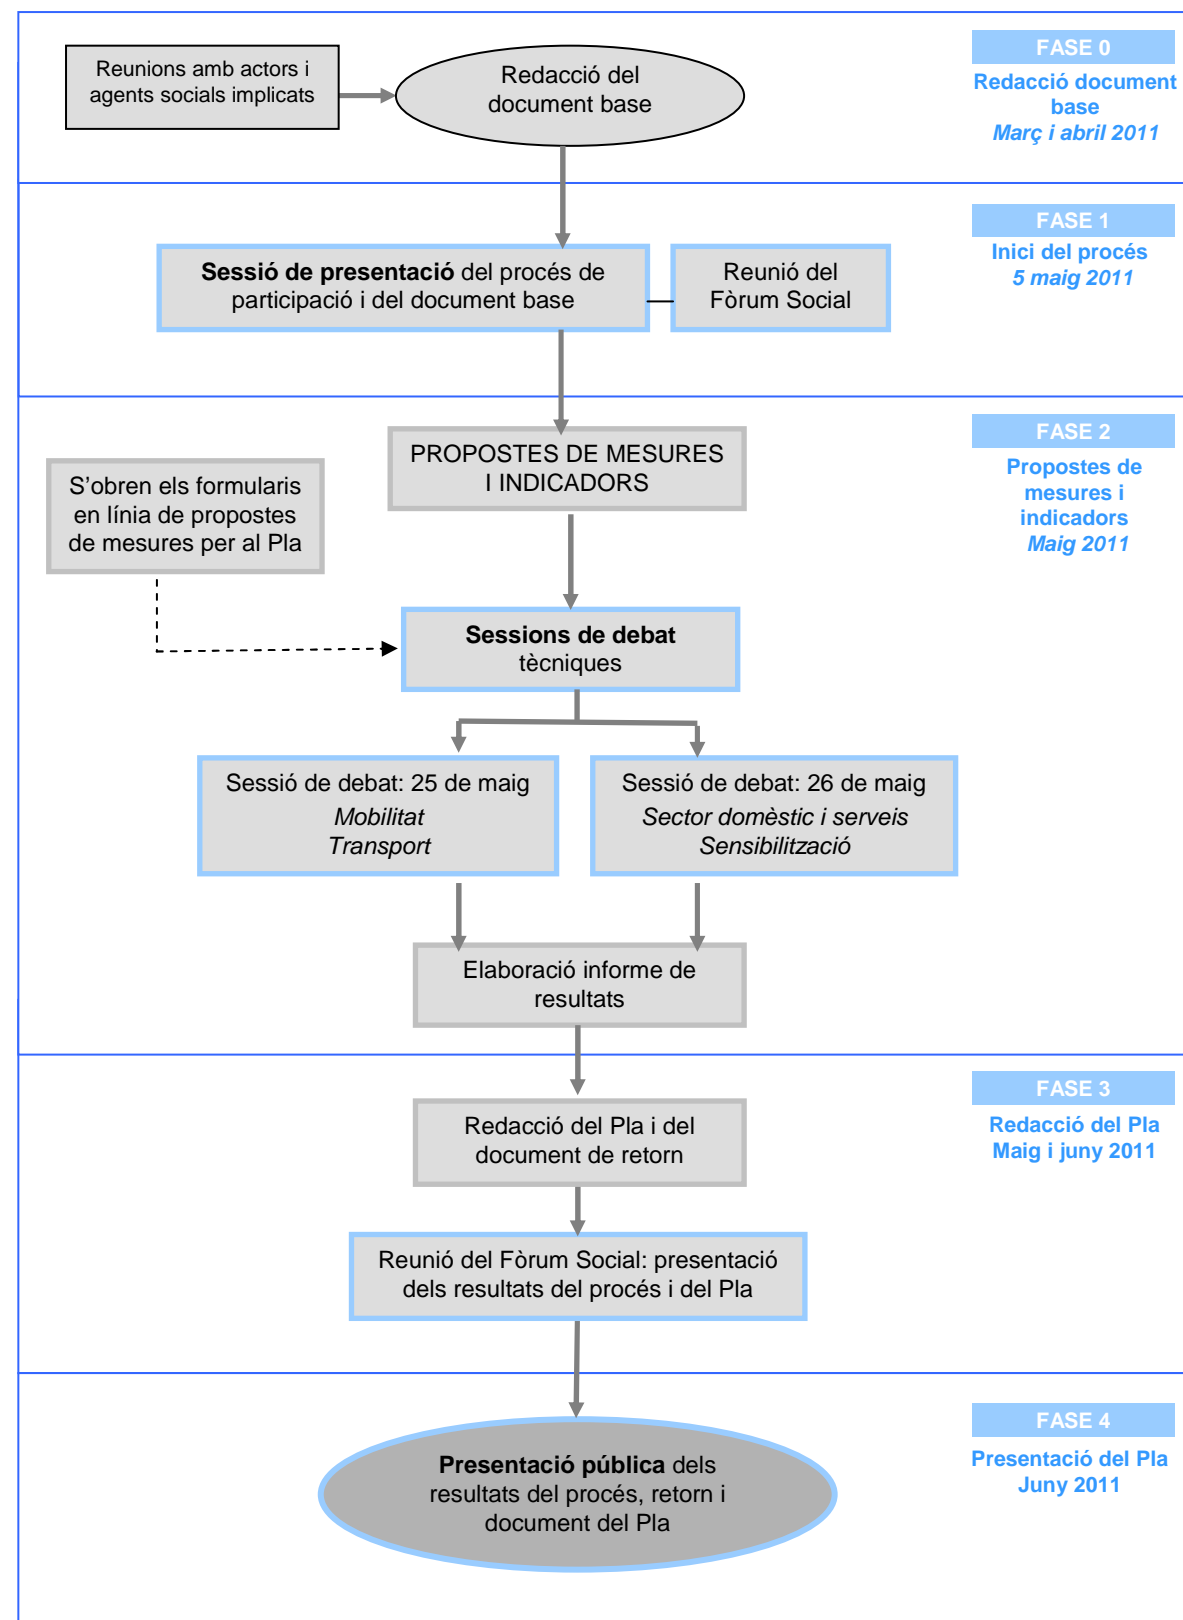 Reunions amb actors i
agents socials implicats
Redacció del
document base
FASE 0
Redacció document
base
Març i abril 2011
FASE 1
Inici del procés
5 maig 2011
Sessió de presentació del procés de
participació i del document base
Reunió del
Fòrum Social
FASE 2
Propostes de
mesures i
indicadors
Maig 2011
PROPOSTES DE MESURES
I INDICADORS
S’obren els formularis
en línia de propostes
de mesures per al Pla
Sessions de debat
tècniques
Sessió de debat: 25 de maig
Mobilitat
Transport
Sessió de debat: 26 de maig
Sector domèstic i serveis
Sensibilització
Elaboració informe de
resultats
FASE 3
Redacció del Pla
Maig i juny 2011
Redacció del Pla i del
document de retorn
Reunió del Fòrum Social: presentació
dels resultats del procés i del Pla
FASE 4
Presentació del Pla
Juny 2011
Presentació pública dels
resultats del procés, retorn i
document del Pla